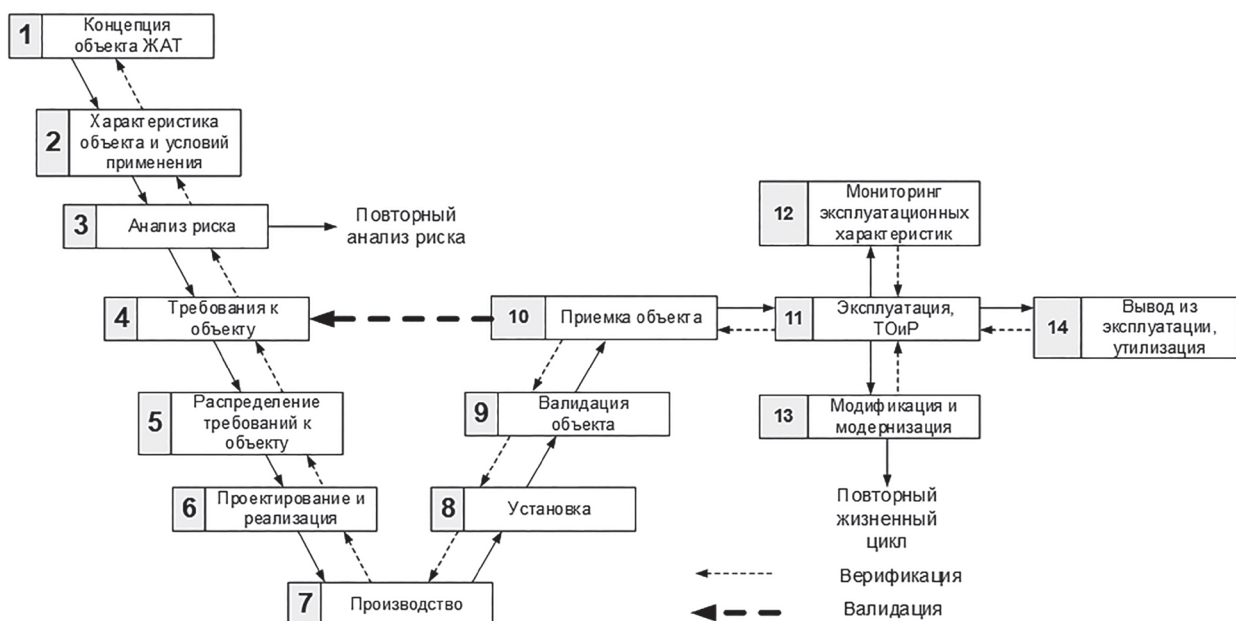 1
Концепция
объекта ЖАТ
2
Характеристика
объекта и условий
применения
3
Анализ риска
Повторный
анализ риска
4
Требования к
объекту
5
Распределение
требований к
объекту
6
Проектирование и
реализация
7
Производство
8
Установка
9
Валидация
объекта
10
Приемка объекта
11
Эксплуатация,
ТОиР
12
Мониторинг
эксплуатационных
характеристик
13
Модификация и
модернизация
Повторный
жизненный
цикл
14
Вывод из
эксплуатации,
утилизация
Верификация
Валидация